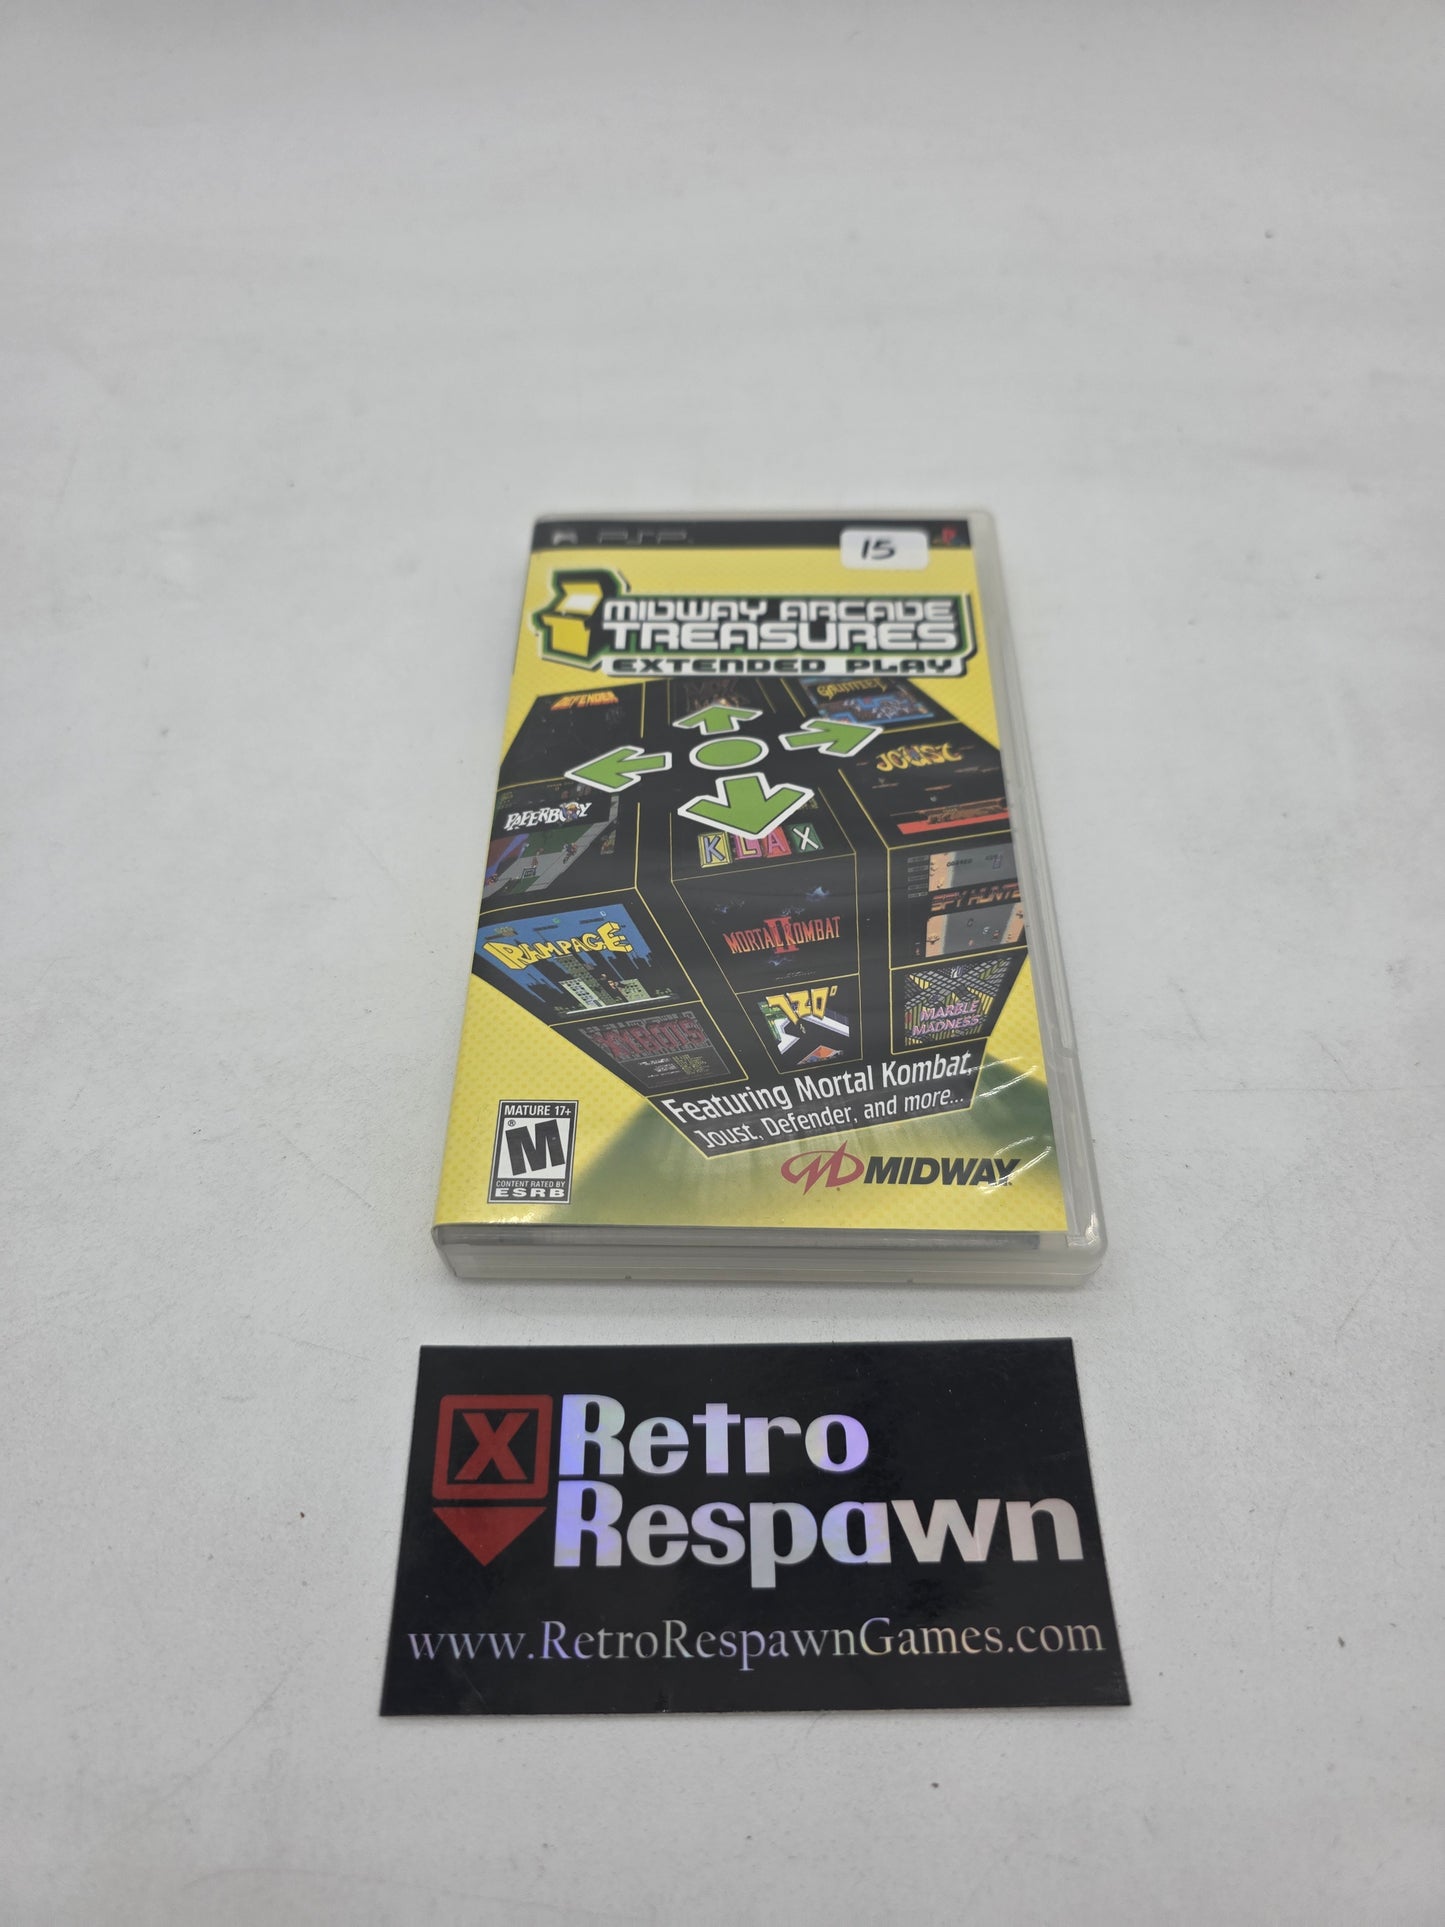 PSP
15
MIDWAY ARCADE
TREASURES
EXTENDED PLAY
DEFENDER
GAUNTLET
JOUST
PAPERBOY
KLAX
SPY HUNTE
RAMPAGE
MORTAL KOMBAT
II
720°
MARBLE
MADNESS
Featuring Mortal Kombat,
Joust, Defender, and more...
MATURE 17+
M
®
CONTENT RATED BY
ESRB
MIDWAY
X
Retro
Respawn
www.RetroRespawnGames.com